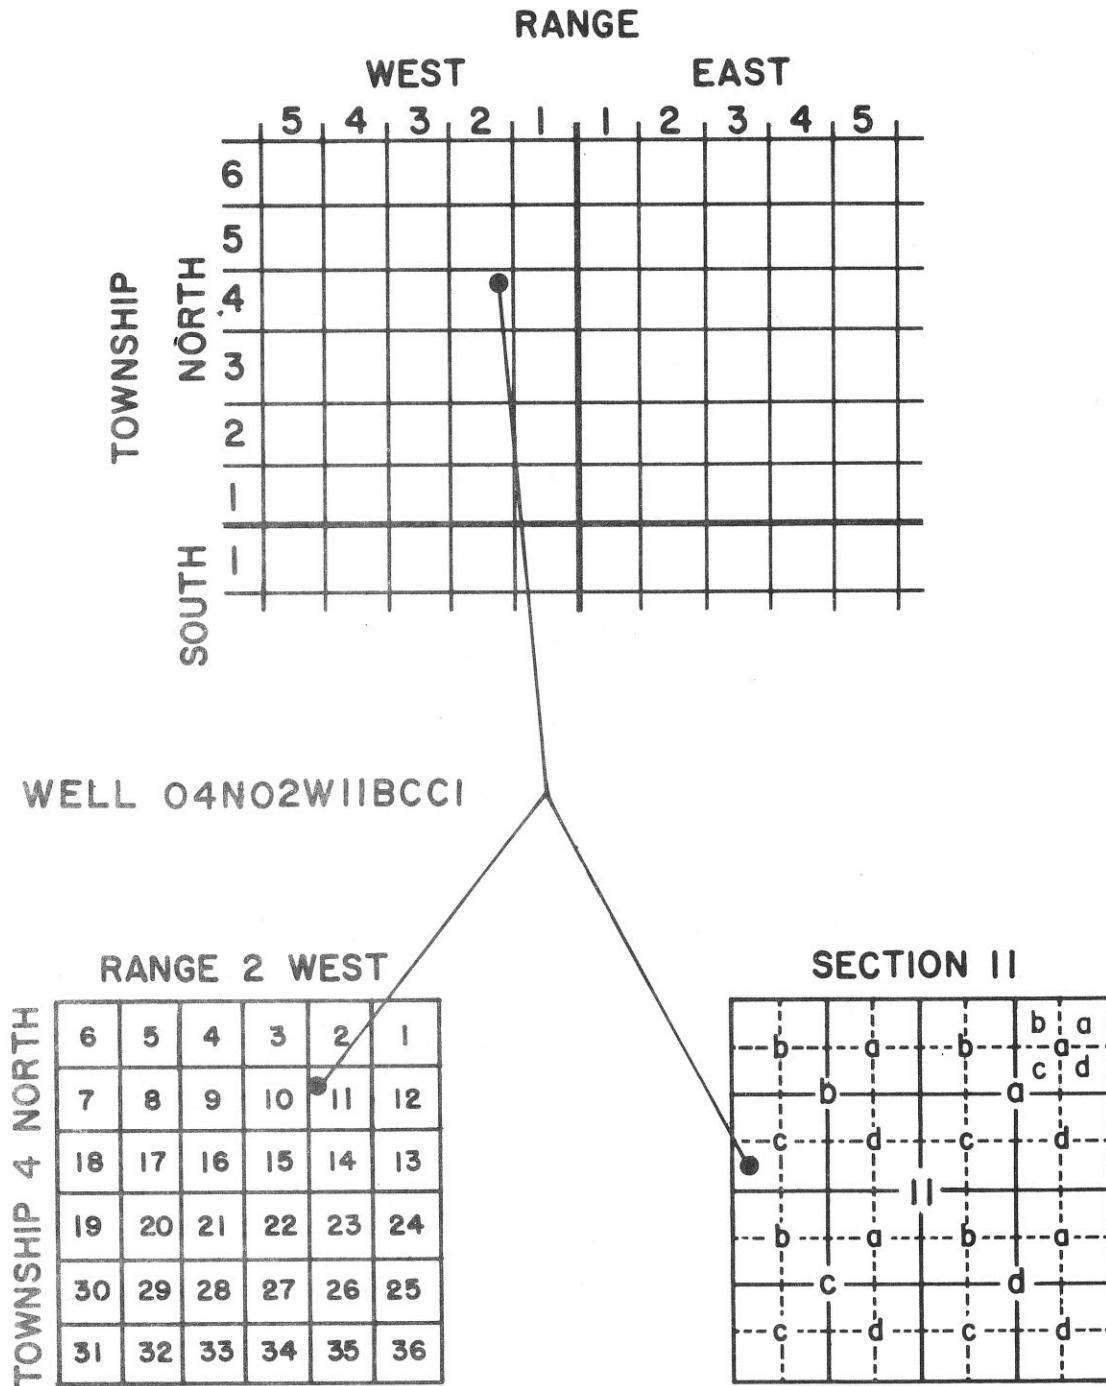 RANGE
WEST EAST
5 4 3 2 1 1 2 3 4 5
TOWNSHIP
NORTH
SOUTH
6
5
4
3
2
1
1
WELL 04N02W11BCC1
RANGE 2 WEST
TOWNSHIP 4 NORTH
6 5 4 3 2 1
7 8 9 10 11 12
18 17 16 15 14 13
19 20 21 22 23 24
30 29 28 27 26 25
31 32 33 34 35 36
SECTION 11
b a
b a b a
c d
b a
c d c d
11
b a b a
c d
c d c d